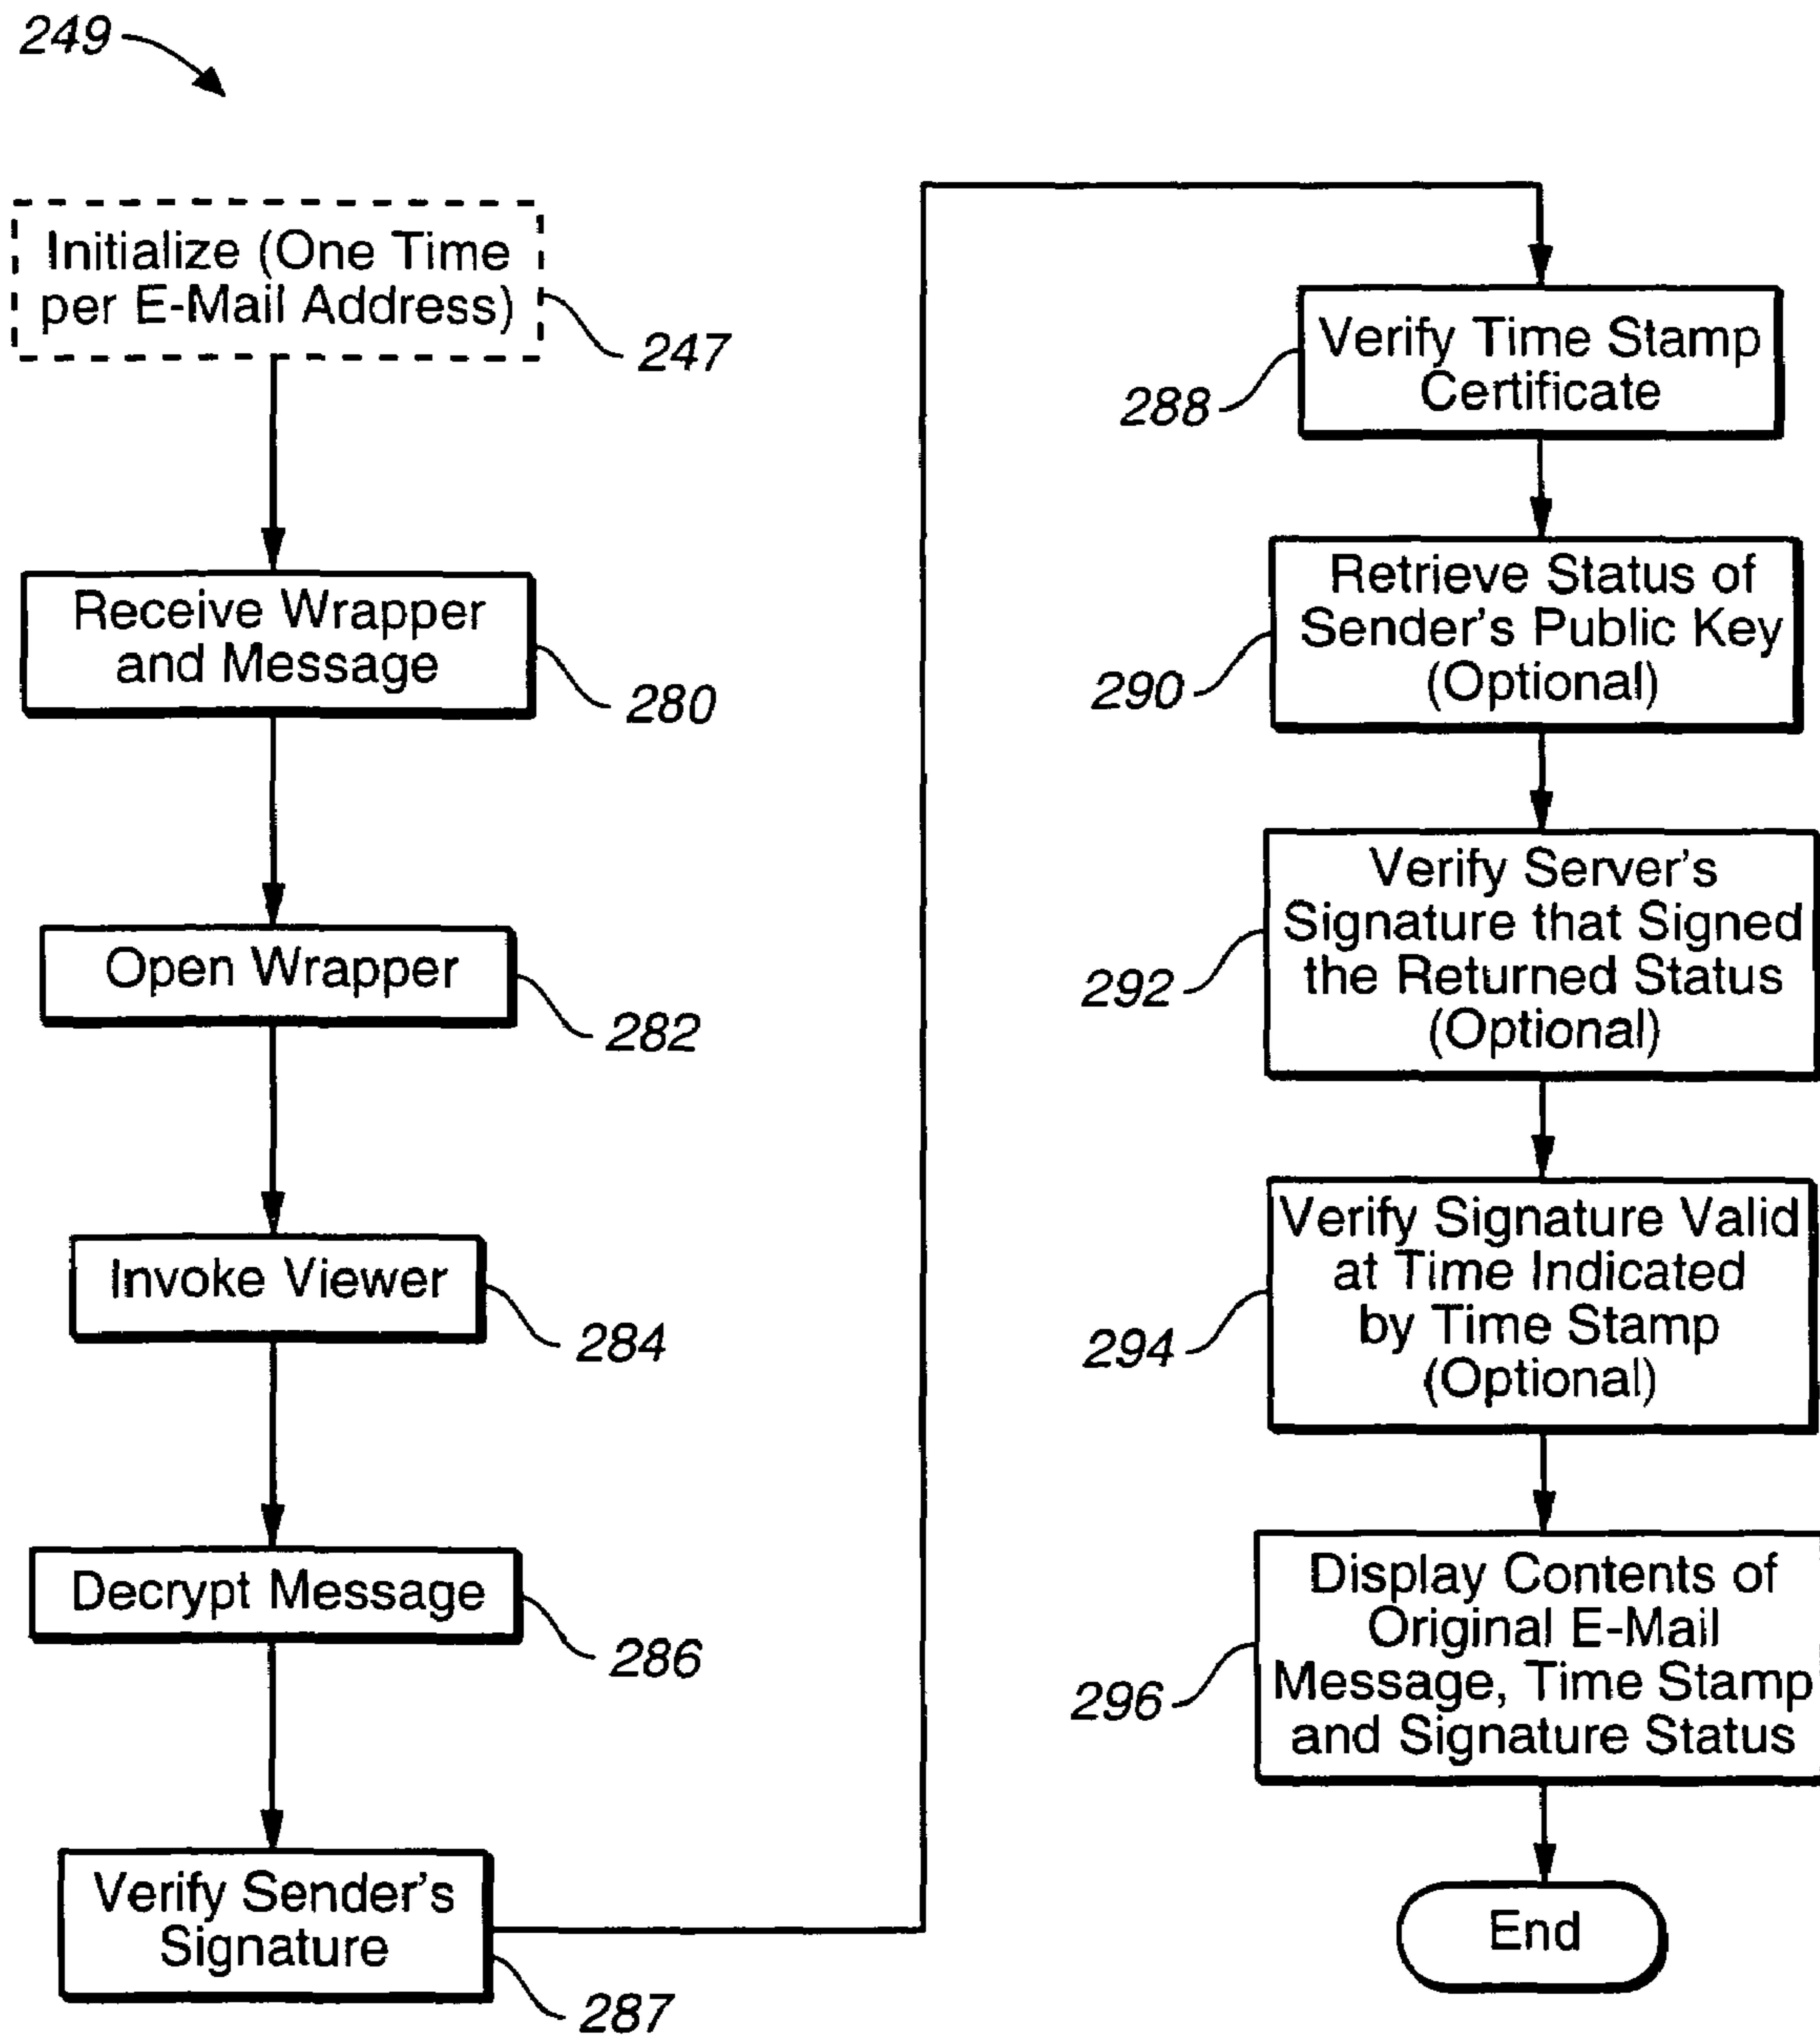 249
Initialize (One Time
per E-Mail Address)
247
Receive Wrapper
and Message
280
Open Wrapper
282
Invoke Viewer
284
Decrypt Message
286
Verify Sender's
Signature
287
Verify Time Stamp
Certificate
288
Retrieve Status of
Sender's Public Key
(Optional)
290
Verify Server's
Signature that Signed
the Returned Status
(Optional)
292
Verify Signature Valid
at Time Indicated
by Time Stamp
(Optional)
294
Display Contents of
Original E-Mail
Message, Time Stamp
and Signature Status
296
End